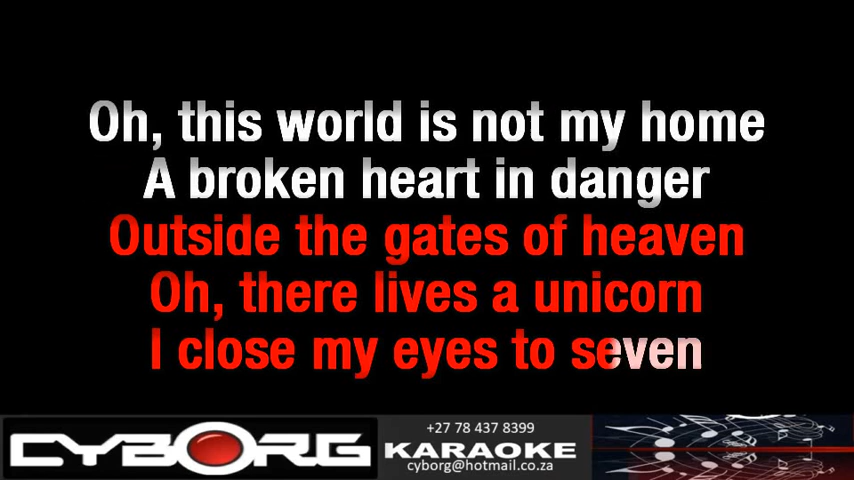 Oh, this world is not my home
A broken heart in danger
Outside the gates of heaven
Oh, there lives a unicorn
I close my eyes to seven
CYBORG
+27 78 437 8399
KARAOKE
cyborg@hotmail.co.za